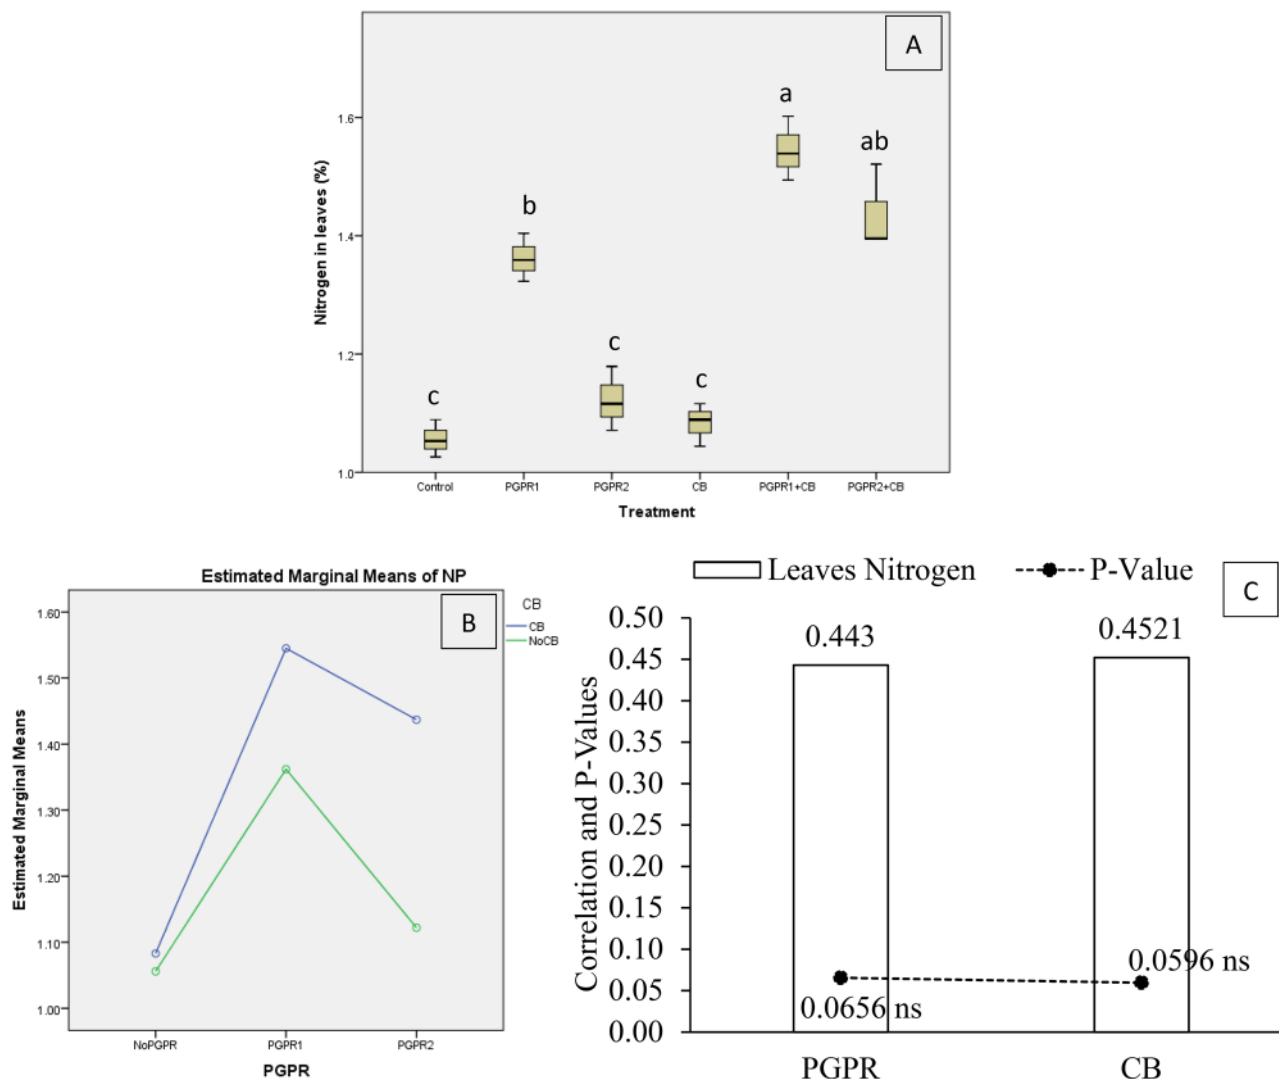 A
Nitrogen in leaves (%)
1.6
1.4
1.2
1.0
c
b
c
c
a
ab
Control
PGPR1
PGPR2
CB
PGPR1+CB
PGPR2+CB
Treatment
Estimated Marginal Means of NP
B
CB
CB
NoCB
Estimated Marginal Means
1.60
1.50
1.40
1.30
1.20
1.10
1.00
NoPGPR
PGPR1
PGPR2
PGPR
Leaves Nitrogen
P-Value
C
Correlation and P-Values
0.50
0.45
0.40
0.35
0.30
0.25
0.20
0.15
0.10
0.05
0.00
0.443
0.4521
0.0656 ns
0.0596 ns
PGPR
CB